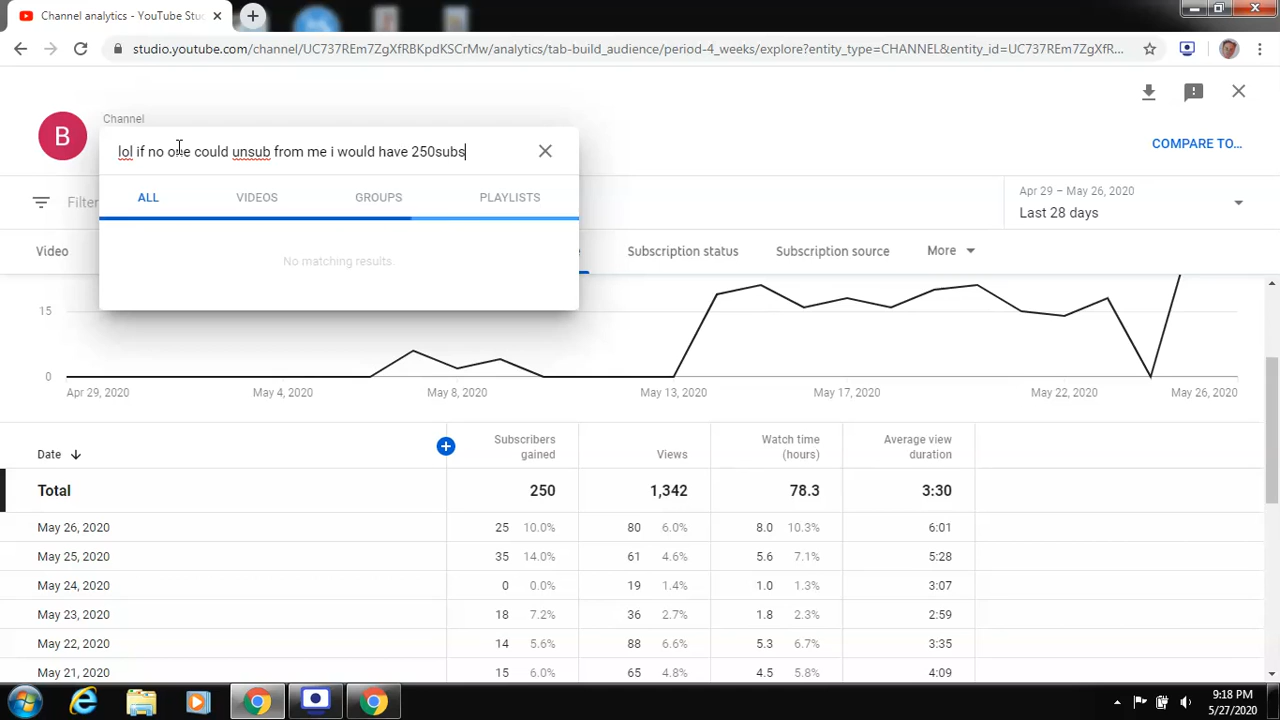 Channel analytics - YouTube Stu
studio.youtube.com/channel/UC737REm7ZgXfRBKpdKSCrMw/analytics/tab-build_audience/period-4_weeks/explore?entity_type=CHANNEL&entity_id=UC737REm7ZgXfR...
B
Channel
lol if no one could unsub from me i would have 250subs
COMPARE TO...
ALL VIDEOS GROUPS PLAYLISTS
Filter
Apr 29 – May 26, 2020
Last 28 days
No matching results.
Video
Subscription status Subscription source More
15
0
Apr 29, 2020 May 4, 2020 May 8, 2020 May 13, 2020 May 17, 2020 May 22, 2020 May 26, 2020
Date Subscribers gained Views Watch time (hours) Average view duration
Total 250 1,342 78.3 3:30
May 26, 2020 25 10.0% 80 6.0% 8.0 10.3% 6:01
May 25, 2020 35 14.0% 61 4.6% 5.6 7.1% 5:28
May 24, 2020 0 0.0% 19 1.4% 1.0 1.3% 3:07
May 23, 2020 18 7.2% 36 2.7% 1.8 2.3% 2:59
May 22, 2020 14 5.6% 88 6.6% 5.3 6.7% 3:35
May 21, 2020 15 6.0% 65 4.8% 4.5 5.8% 4:09
9:18 PM
5/27/2020